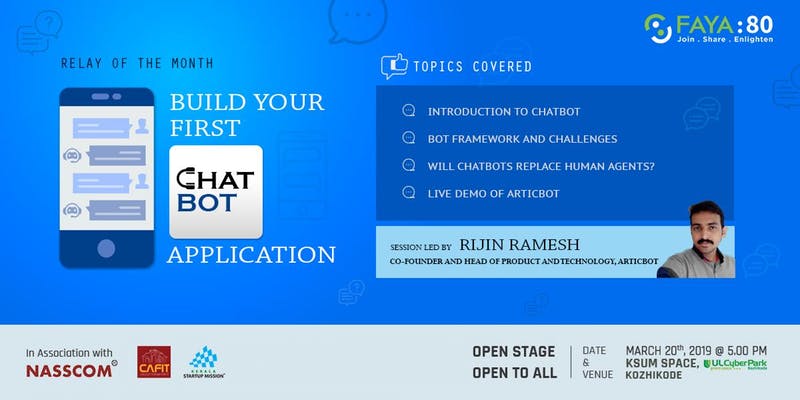 FAYA:80
Join . Share . Enlighten
RELAY OF THE MONTH
BUILD YOUR
FIRST
CHAT
BOT
APPLICATION
TOPICS COVERED
INTRODUCTION TO CHATBOT
BOT FRAMEWORK AND CHALLENGES
WILL CHATBOTS REPLACE HUMAN AGENTS?
LIVE DEMO OF ARTICBOT
SESSION LED BY RIJIN RAMESH
CO-FOUNDER AND HEAD OF PRODUCT AND TECHNOLOGY, ARTICBOT
In Association with
NASSCOM®
CAFIT
KERALA
STARTUP MISSION
OPEN STAGE
OPEN TO ALL
DATE
&
VENUE
MARCH 20th, 2019 @ 5.00 PM
KSUM SPACE,
KOZHIKODE
ULCyberPark